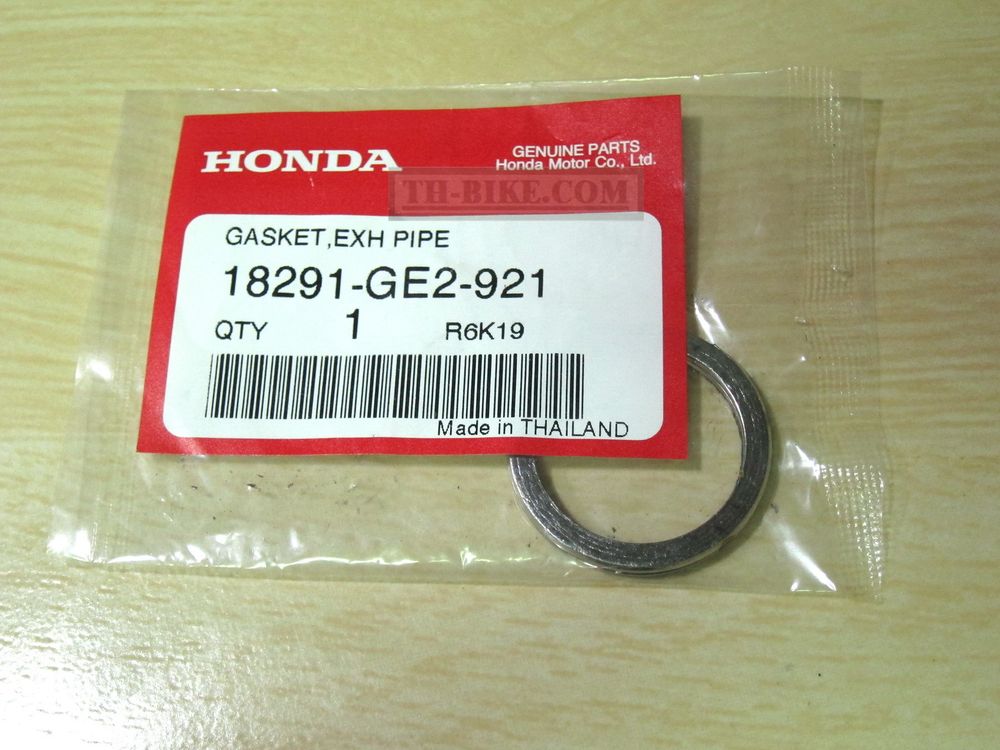 HONDA
GENUINE PARTS
Honda Motor Co., Ltd.
TH-BIKE.COM
GASKET,EXH PIPE
18291-GE2-921
QTY 1 R6K19
Made in THAILAND